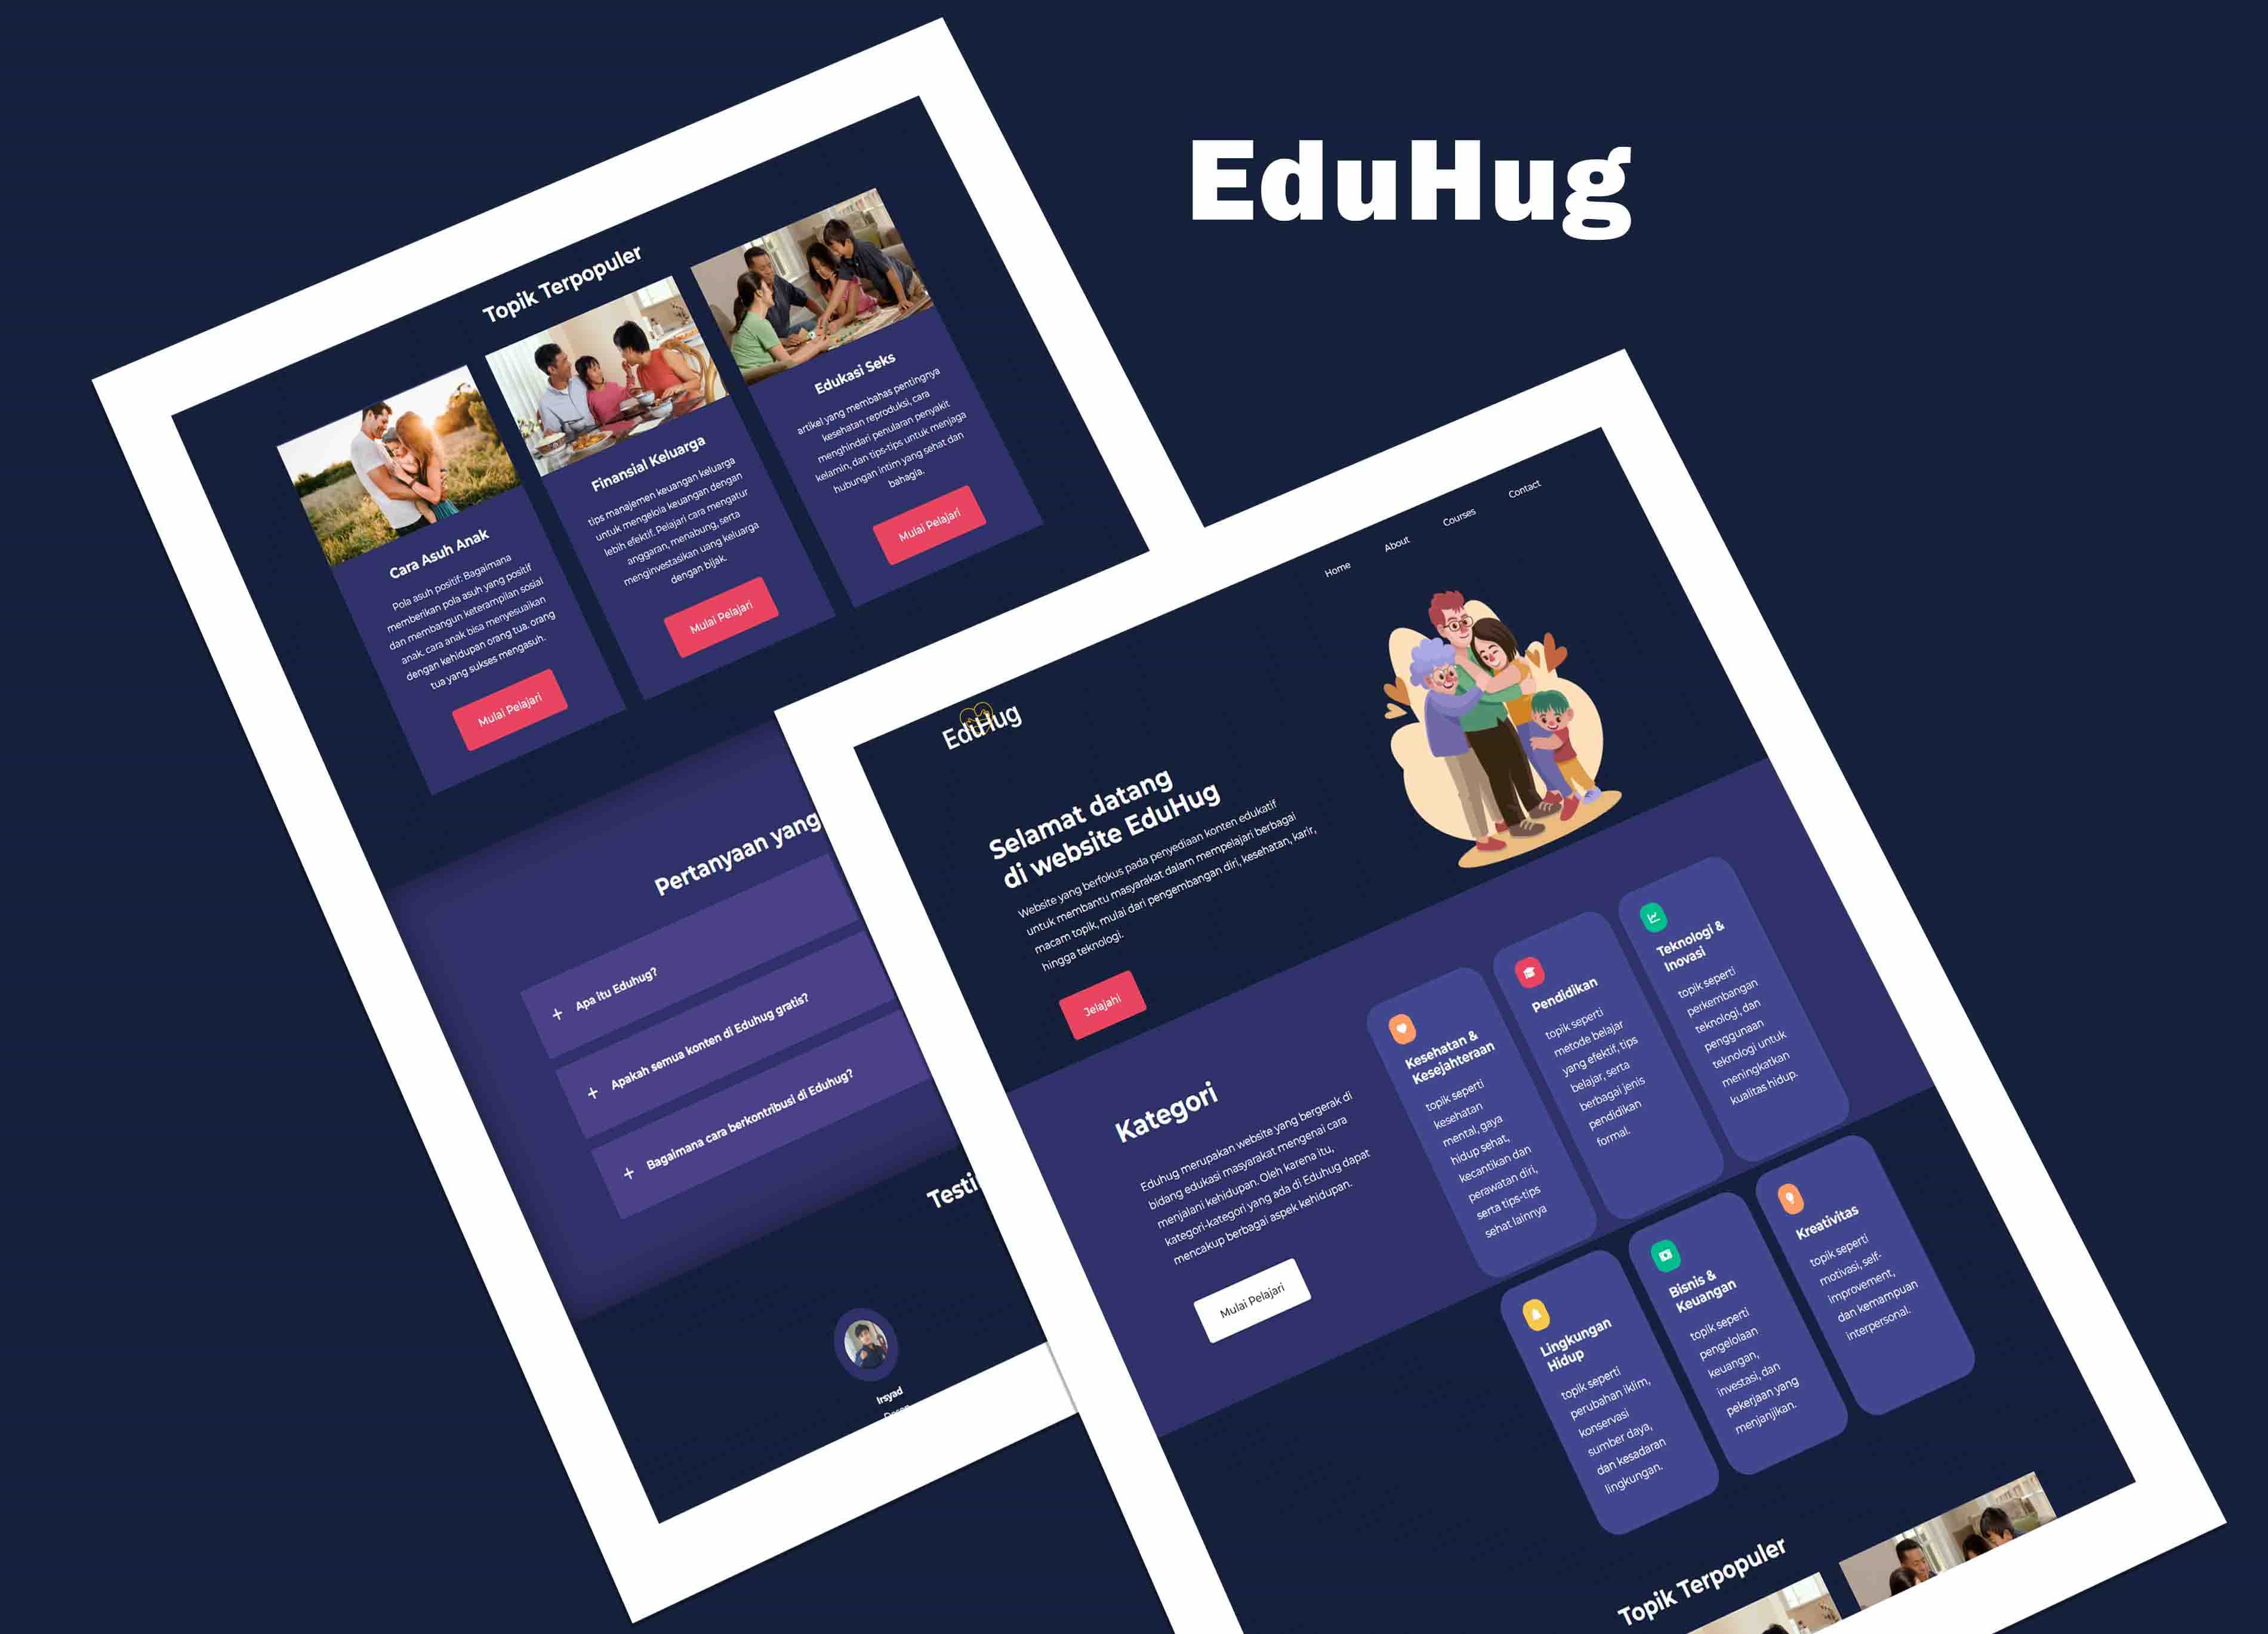 EduHug
Topik Terpopuler
Cara Asuh Anak
Pola asuh positif: Bagaimana
memberikan pola asuh yang positif
dan membangun keterampilan sosial
anak. cara anak bisa menyesuaikan
dengan kehidupan orang tua. orang
tua yang sukses mengasuh.
Mulai Pelajari
Finansial Keluarga
tips manajemen keuangan keluarga
untuk mengelola keuangan dengan
lebih efektif. Pelajari cara mengatur
anggaran, menabung, serta
menginvestasikan uang keluarga
dengan bijak.
Mulai Pelajari
Edukasi Seks
artikel yang membahas pentingnya
kesehatan reproduksi, cara
menghindari penularan penyakit
kelamin, dan tips-tips untuk menjaga
hubungan intim yang sehat dan
bahagia.
Mulai Pelajari
Pertanyaan yang
+ Apa itu Eduhug?
+ Apakah semua konten di Eduhug gratis?
+ Bagaimana cara berkontribusi di Eduhug?
Testi
Irsyad
EduHug
Home
About
Courses
Contact
Selamat datang
di website EduHug
Website yang berfokus pada penyediaan konten edukatif
untuk membantu masyarakat dalam mempelajari berbagai
macam topik, mulai dari pengembangan diri, kesehatan, karir,
hingga teknologi.
Jelajahi
Kategori
Eduhug merupakan website yang bergerak di
bidang edukasi masyarakat mengenai cara
menjalani kehidupan. Oleh karena itu,
kategori-kategori yang ada di Eduhug dapat
mencakup berbagai aspek kehidupan.
Mulai Pelajari
Kesehatan &
Kesejahteraan
topik seperti
kesehatan
mental, gaya
hidup sehat,
kecantikan dan
perawatan diri,
serta tips-tips
sehat lainnya
Pendidikan
topik seperti
metode belajar
yang efektif, tips
belajar, serta
berbagai jenis
pendidikan
formal.
Teknologi &
Inovasi
topik seperti
perkembangan
teknologi, dan
penggunaan
teknologi untuk
meningkatkan
kualitas hidup.
Lingkungan
Hidup
topik seperti
perubahan iklim,
konservasi
sumber daya,
dan kesadaran
lingkungan.
Bisnis &
Keuangan
topik seperti
pengelolaan
keuangan,
investasi, dan
pekerjaan yang
menjanjikan.
Kreativitas
topik seperti
motivasi, self-
improvement,
dan kemampuan
interpersonal.
Topik Terpopuler